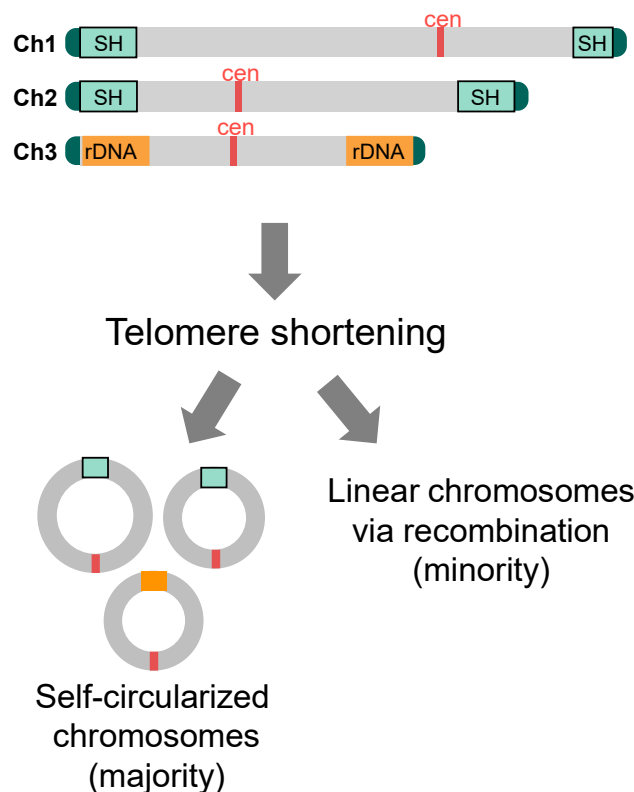 cen
Ch1 SH SH
cen
Ch2 SH SH
cen
Ch3 rDNA rDNA
Telomere shortening
Linear chromosomes
via recombination
(minority)
Self-circularized
chromosomes
(majority)